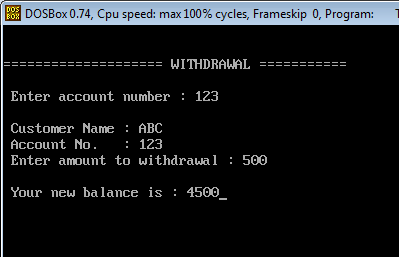 DOSBox 0.74, Cpu speed: max 100% cycles, Frameskip 0, Program: T
==================== WITHDRAWAL ===========
Enter account number : 123
Customer Name : ABC
Account No. : 123
Enter amount to withdrawal : 500
Your new balance is : 4500_